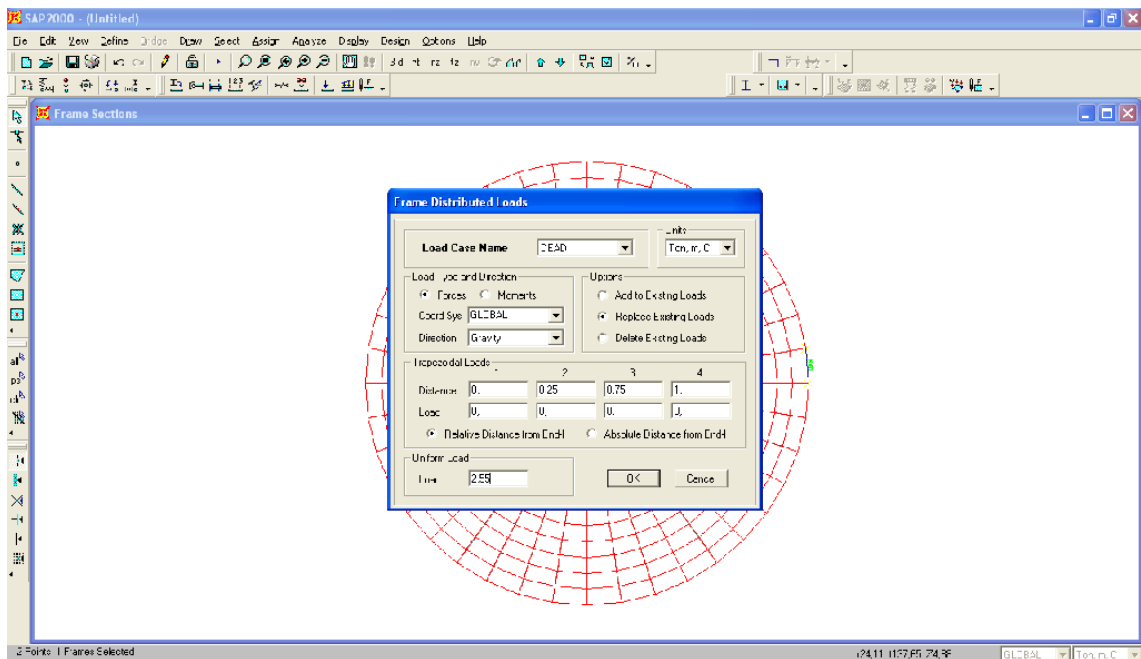 SAP2000 - (Untitled)
File Edit View Define Bridge Draw Select Assign Analyze Display Design Options Help
Frame Sections
Frame Distributed Loads
Units
Load Case Name DEAD Ton, m, C
Load Type and Direction Options
Forces Moments Add to Existing Loads
Coord Sys GLOBAL Replace Existing Loads
Direction Gravity Delete Existing Loads
Trapezoidal Loads
1 2 3 4
Distance 0. 0.25 0.75 1.
Load 0, 0. 0. 0,
Relative Distance from End-I Absolute Distance from End-I
Uniform Load
Load 2.55 OK Cancel
2 Points 1 Frames Selected GLOBAL Ton, m, C